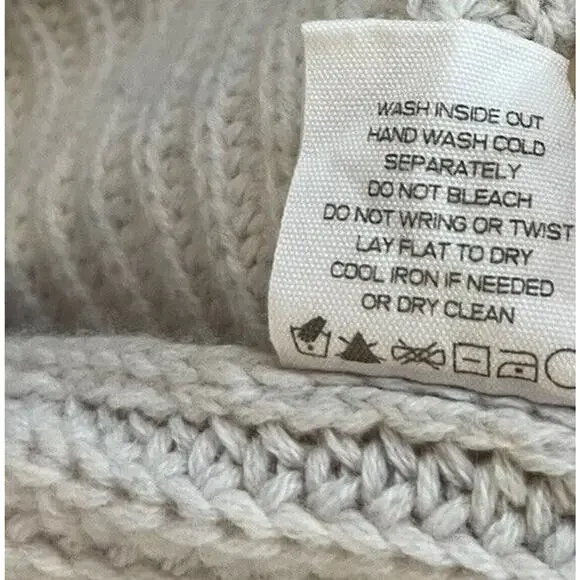 WASH INSIDE OUT
HAND WASH COLD
SEPARATELY
DO NOT BLEACH
DO NOT WRING OR TWIST
LAY FLAT TO DRY
COOL IRON IF NEEDED
OR DRY CLEAN